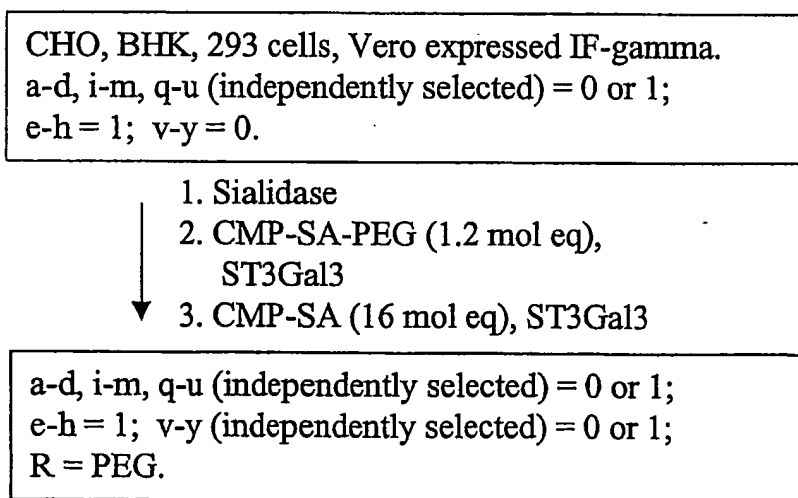 CHO, BHK, 293 cells, Vero expressed IF-gamma.
a-d, i-m, q-u (independently selected) = 0 or 1;
e-h = 1; v-y = 0.
1. Sialidase
2. CMP-SA-PEG (1.2 mol eq),
ST3Gal3
3. CMP-SA (16 mol eq), ST3Gal3
a-d, i-m, q-u (independently selected) = 0 or 1;
e-h = 1; v-y (independently selected) = 0 or 1;
R = PEG.